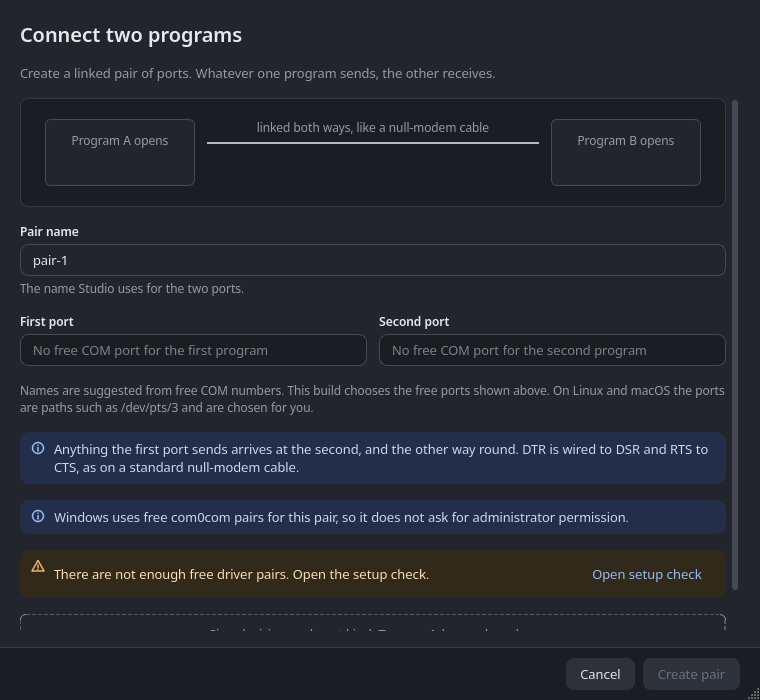 Connect two programs
Create a linked pair of ports. Whatever one program sends, the other receives.
Program A opens
linked both ways, like a null-modem cable
Program B opens
Pair name
pair-1
The name Studio uses for the two ports.
First port
Second port
No free COM port for the first program
No free COM port for the second program
Names are suggested from free COM numbers. This build chooses the free ports shown above. On Linux and macOS the ports
are paths such as /dev/pts/3 and are chosen for you.
Anything the first port sends arrives at the second, and the other way round. DTR is wired to DSR and RTS to
CTS, as on a standard null-modem cable.
Windows uses free com0com pairs for this pair, so it does not ask for administrator permission.
There are not enough free driver pairs. Open the setup check.
Open setup check
Cancel
Create pair